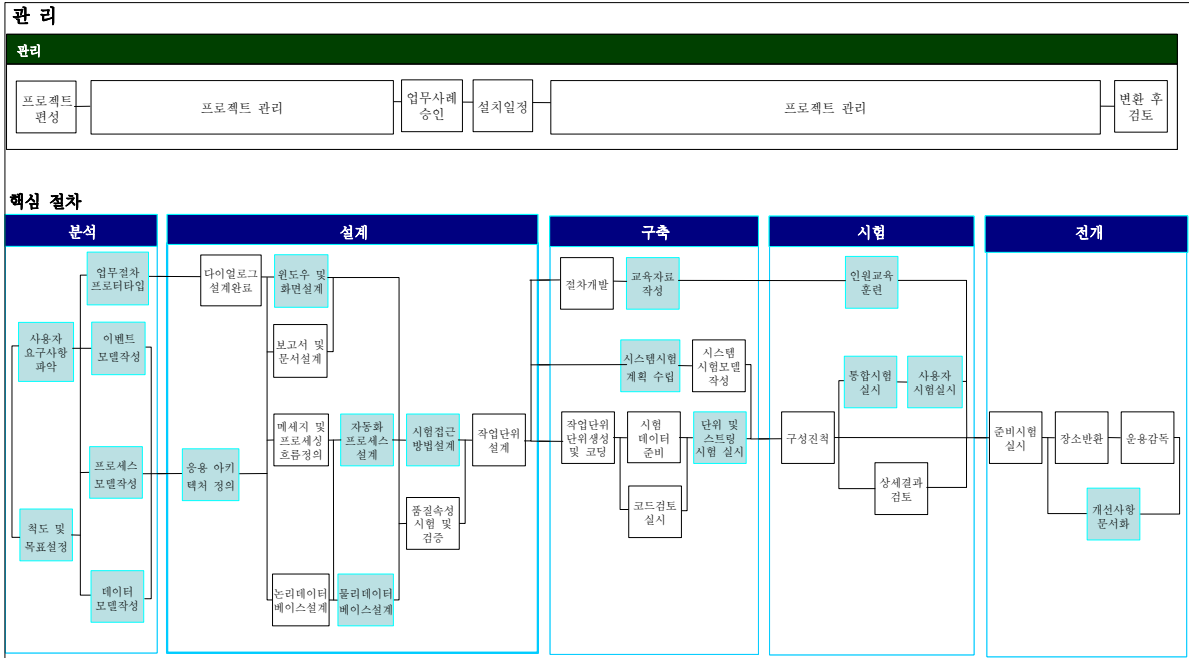 관 리
관리
프로젝트
편성
프로젝트 관리
업무사례
승인
설치일정
프로젝트 관리
변환 후
검토
핵심 절차
분석
설계
구축
시험
전개
업무절차
프로터타입
사용자
요구사항
파악
이벤트
모델작성
프로세스
모델작성
척도 및
목표설정
데이터
모델작성
다이얼로그
설계완료
윈도우 및
화면설계
보고서 및
문서설계
메세지 및
프로세싱
흐름정의
자동화
프로세스
설계
시험접근
방법설계
작업단위
설계
응용 아키
텍처 정의
품질속성
시험 및
검증
논리데이터
베이스설계
물리데이터
베이스설계
절차개발
교육자료
작성
시스템시험
계획 수립
시스템
시험모델
작성
작업단위
단위생성
및 코딩
시험
데이터
준비
단위 및
스트링
시험 실시
코드검토
실시
인원교육
훈련
통합시험
실시
사용자
시험실시
구성진척
상세결과
검토
준비시험
실시
장소반환
운용감독
개선사항
문서화